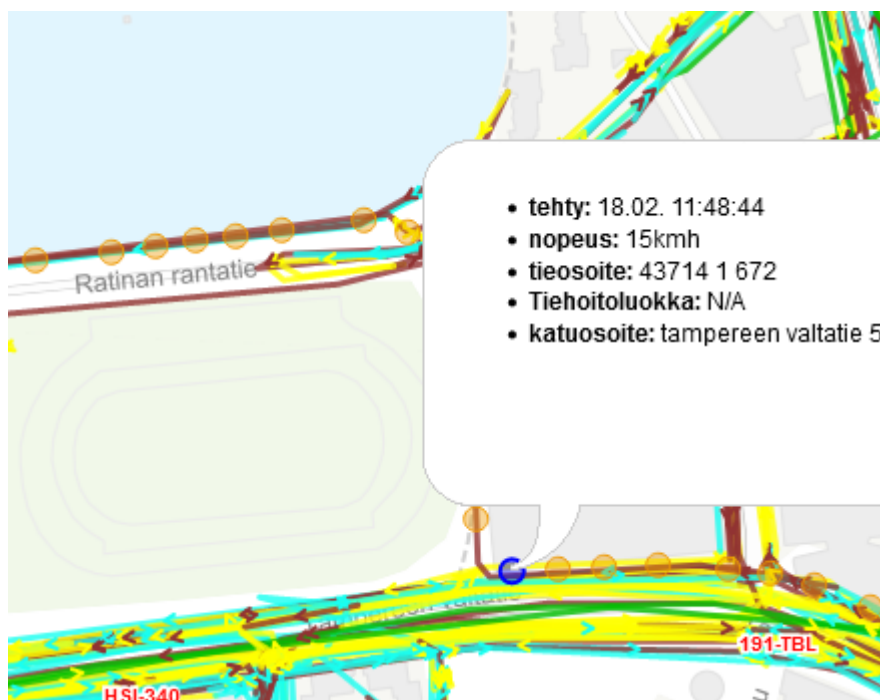 tehty: 18.02. 11:48:44
nopeus: 15kmh
tieosoite: 43714 1 672
Tiehoitoluokka: N/A
katuosoite: tampereen valtatie 5
Ratinan rantatie
191-TBL
HSI-340